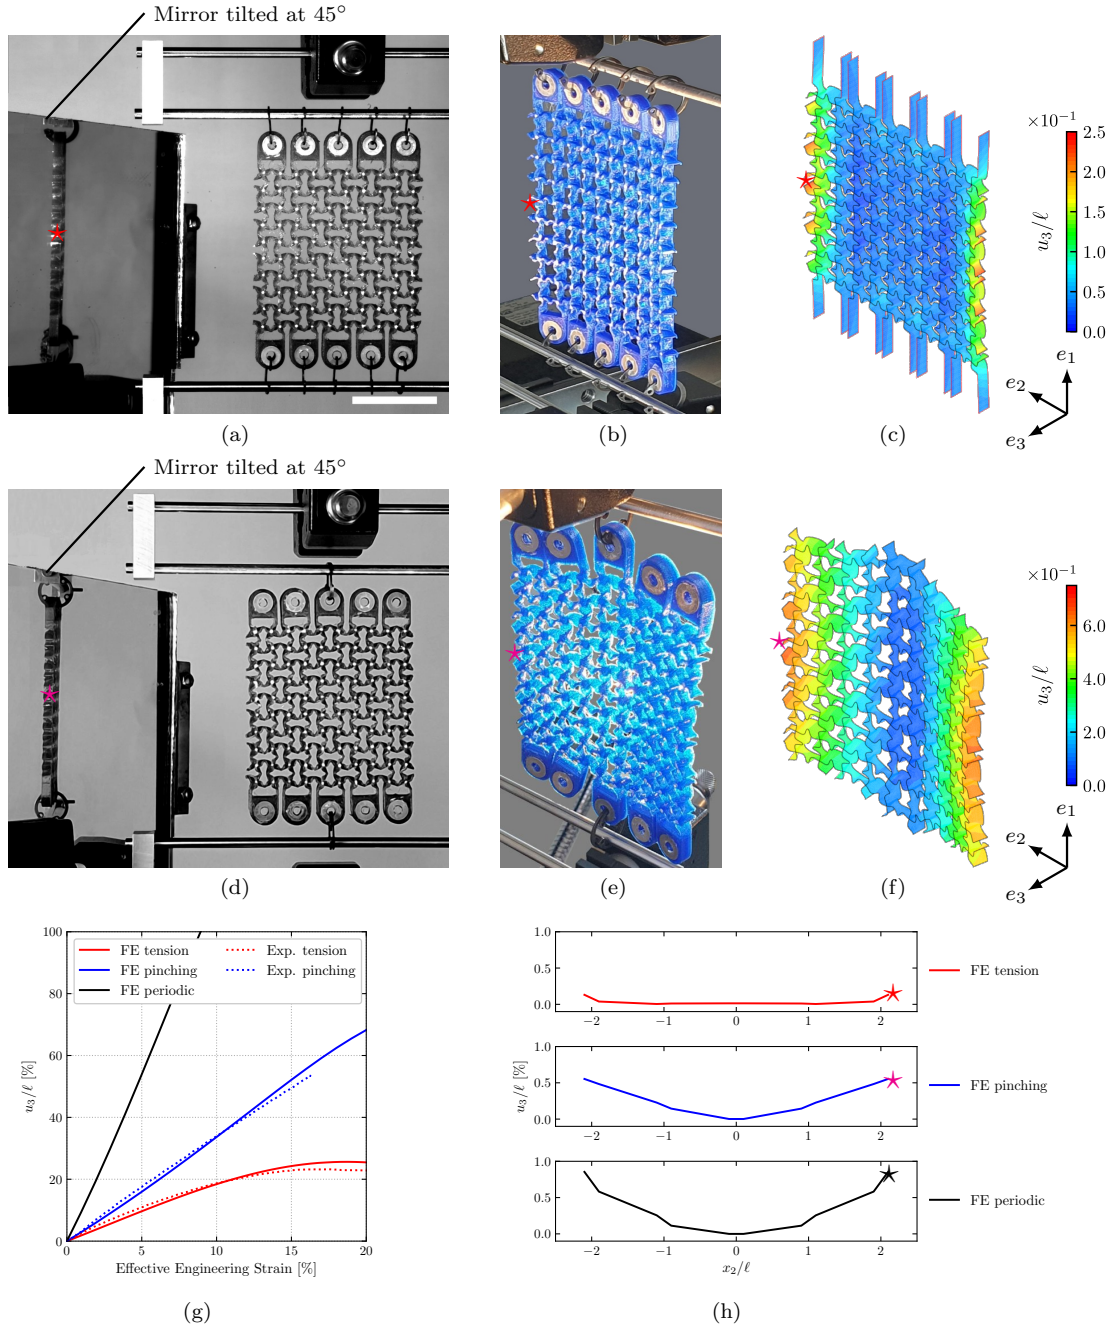 Mirror tilted at 45°
(a)
(b)
×10⁻¹
2.5
2.0
1.5
1.0
0.5
0.0
u₃/ℓ
e₁
e₂
e₃
(c)
Mirror tilted at 45°
(d)
(e)
×10⁻¹
6.0
4.0
2.0
0.0
u₃/ℓ
e₁
e₂
e₃
(f)
100
80
60
40
20
0
u₃/ℓ [%]
FE tension
FE pinching
FE periodic
Exp. tension
Exp. pinching
0 5 10 15 20
Effective Engineering Strain [%]
(g)
1.0
0.5
0.0
−2 −1 0 1 2
FE tension
1.0
0.5
0.0
u₃/ℓ [%]
−2 −1 0 1 2
FE pinching
1.0
0.5
0.0
−2 −1 0 1 2
x₂/ℓ
FE periodic
(h)